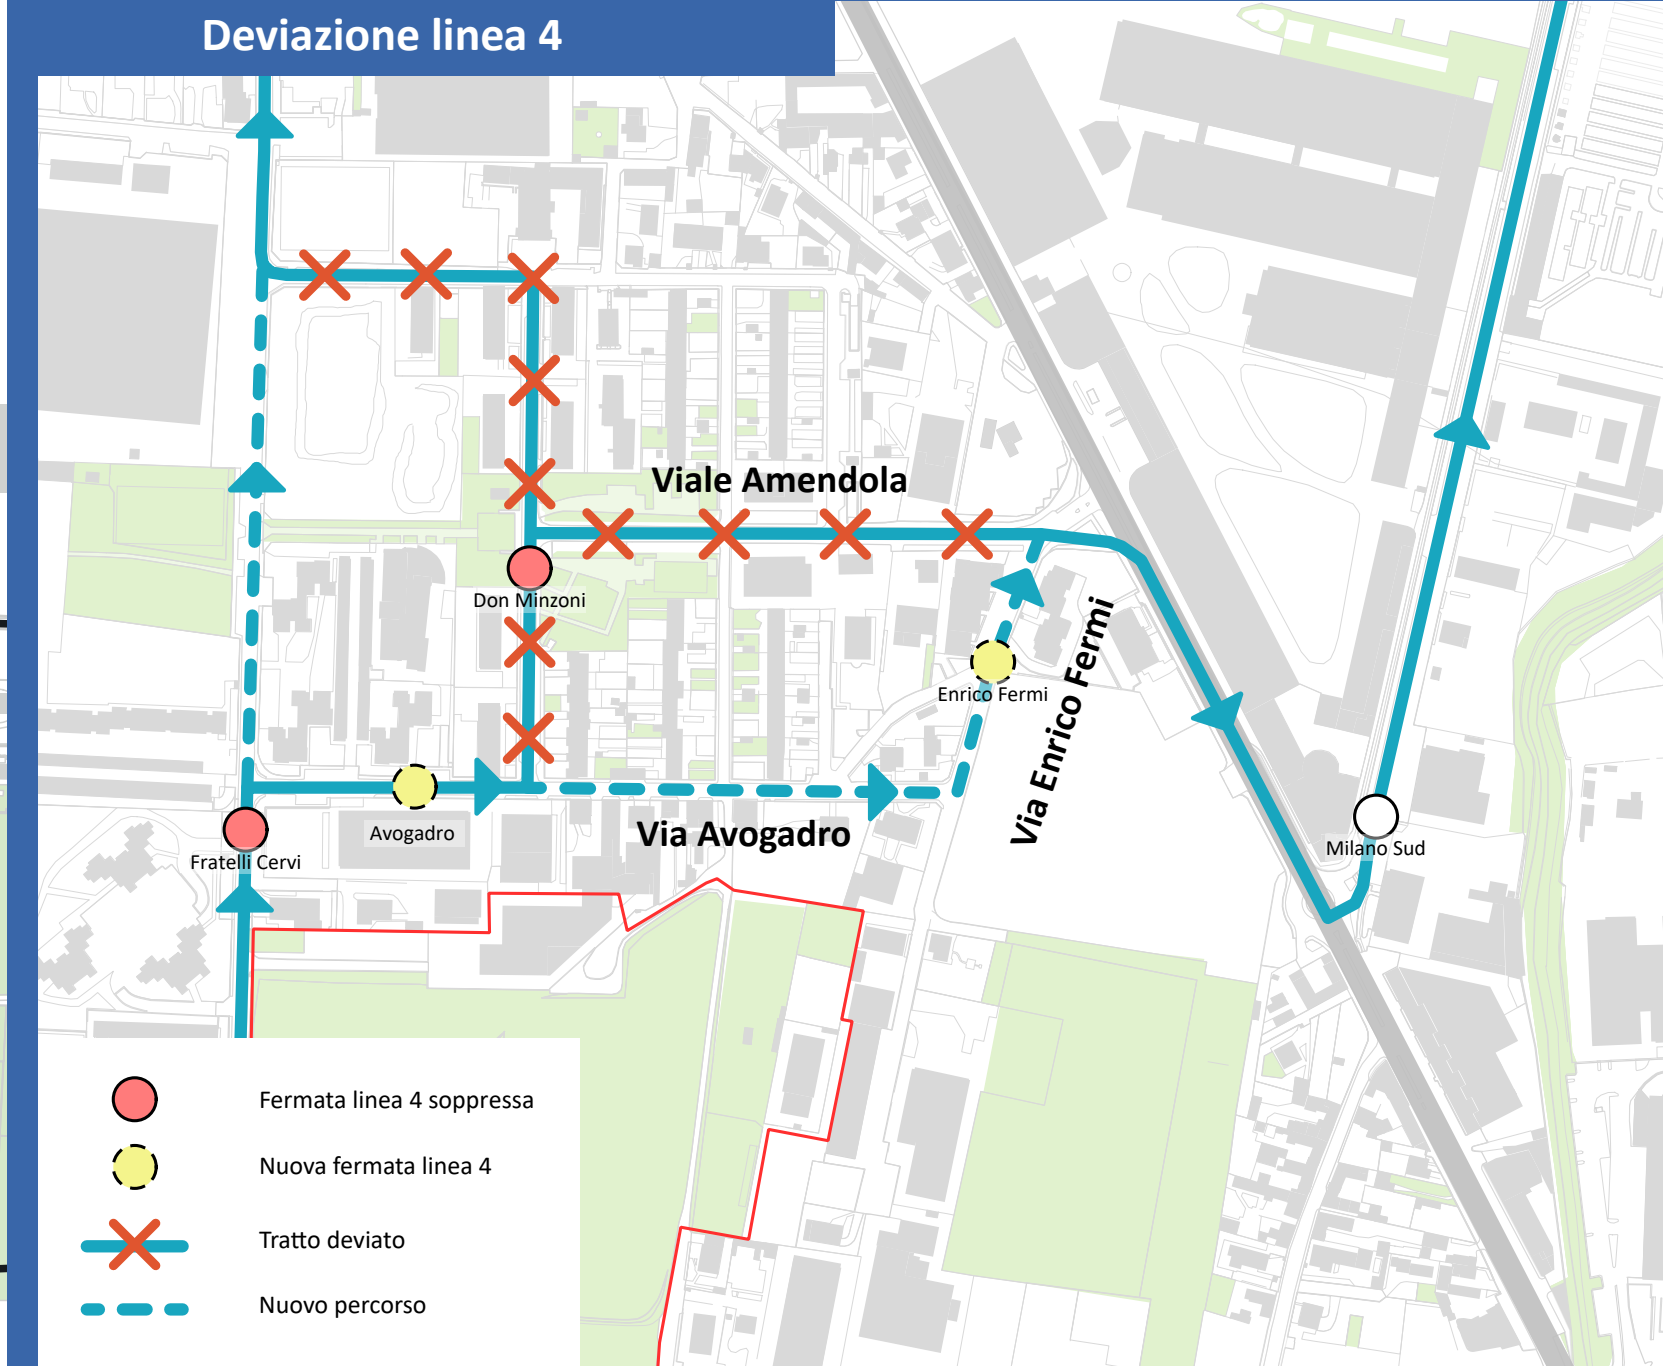 Deviazione linea 4
Viale Amendola
Don Minzoni
Enrico Fermi
Via Enrico Fermi
Avogadro
Via Avogadro
Fratelli Cervi
Milano Sud
Fermata linea 4 soppressa
Nuova fermata linea 4
Tratto deviato
Nuovo percorso